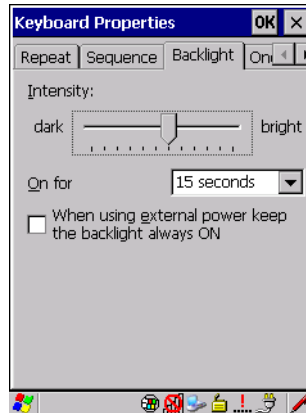 Keyboard Properties OK
Repeat Sequence Backlight
Intensity:
dark bright
On for 15 seconds
When using external power keep
the backlight always ON